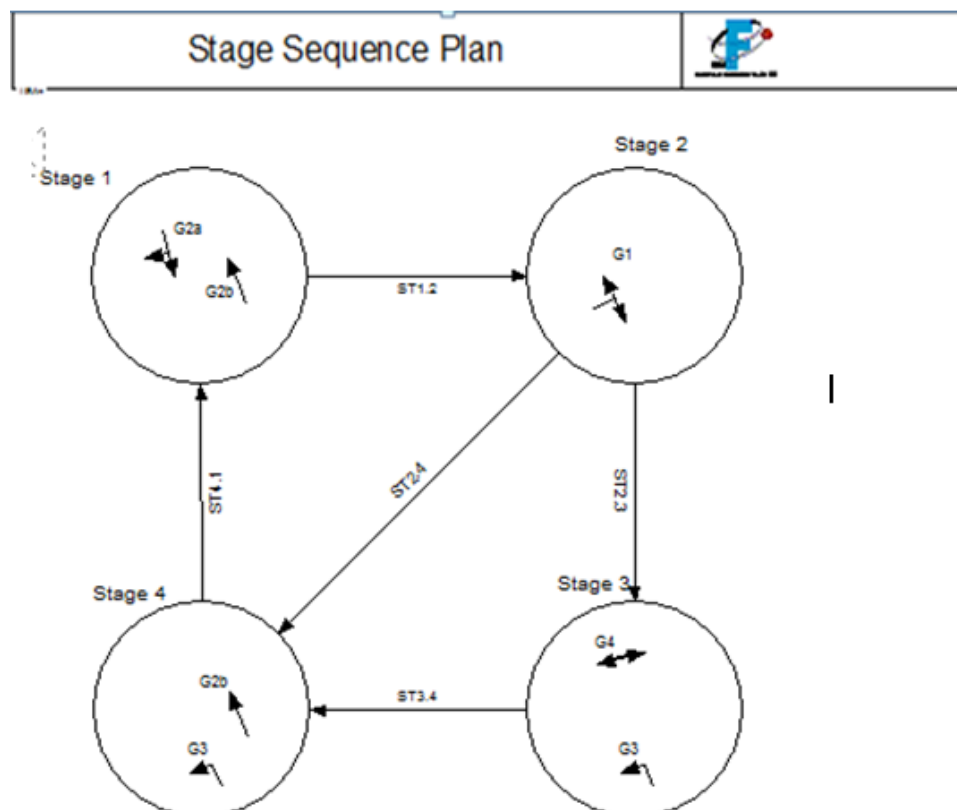 Stage Sequence Plan
Stage 1
Stage 2
G2a
G2b
G1
ST1.2
ST2.4
ST4.1
ST2.3
Stage 4
Stage 3
G4
G2b
ST3.4
G3
G3